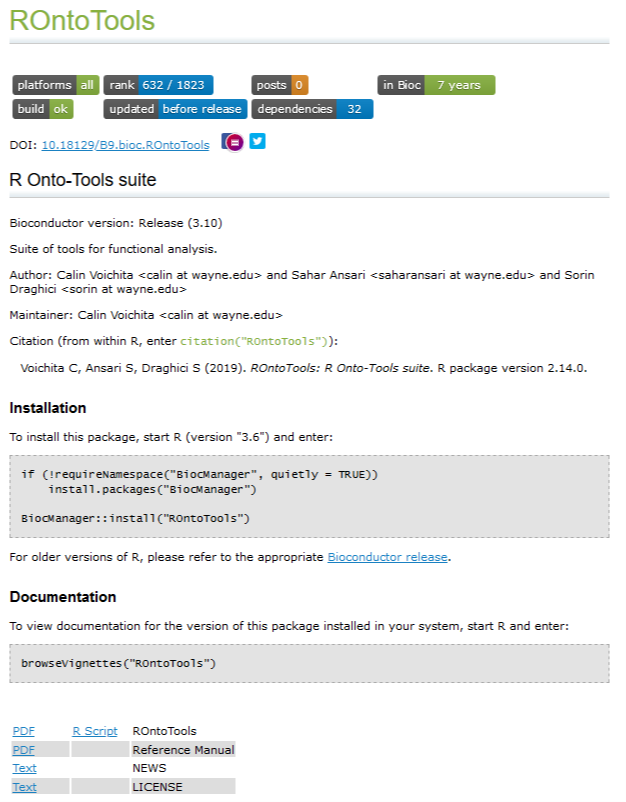 ROntoTools
platforms all rank 632 / 1823 posts 0 in Bioc 7 years
build ok updated before release dependencies 32
DOI: 10.18129/B9.bioc.ROntoTools
R Onto-Tools suite
Bioconductor version: Release (3.10)
Suite of tools for functional analysis.
Author: Calin Voichita <calin at wayne.edu> and Sahar Ansari <saharansari at wayne.edu> and Sorin
Draghici <sorin at wayne.edu>
Maintainer: Calin Voichita <calin at wayne.edu>
Citation (from within R, enter citation("ROntoTools")):
Voichita C, Ansari S, Draghici S (2019). ROntoTools: R Onto-Tools suite. R package version 2.14.0.
Installation
To install this package, start R (version "3.6") and enter:
if (!requireNamespace("BiocManager", quietly = TRUE))
    install.packages("BiocManager")
BiocManager::install("ROntoTools")
For older versions of R, please refer to the appropriate Bioconductor release.
Documentation
To view documentation for the version of this package installed in your system, start R and enter:
browseVignettes("ROntoTools")
PDF R Script ROntoTools
PDF Reference Manual
Text NEWS
Text LICENSE